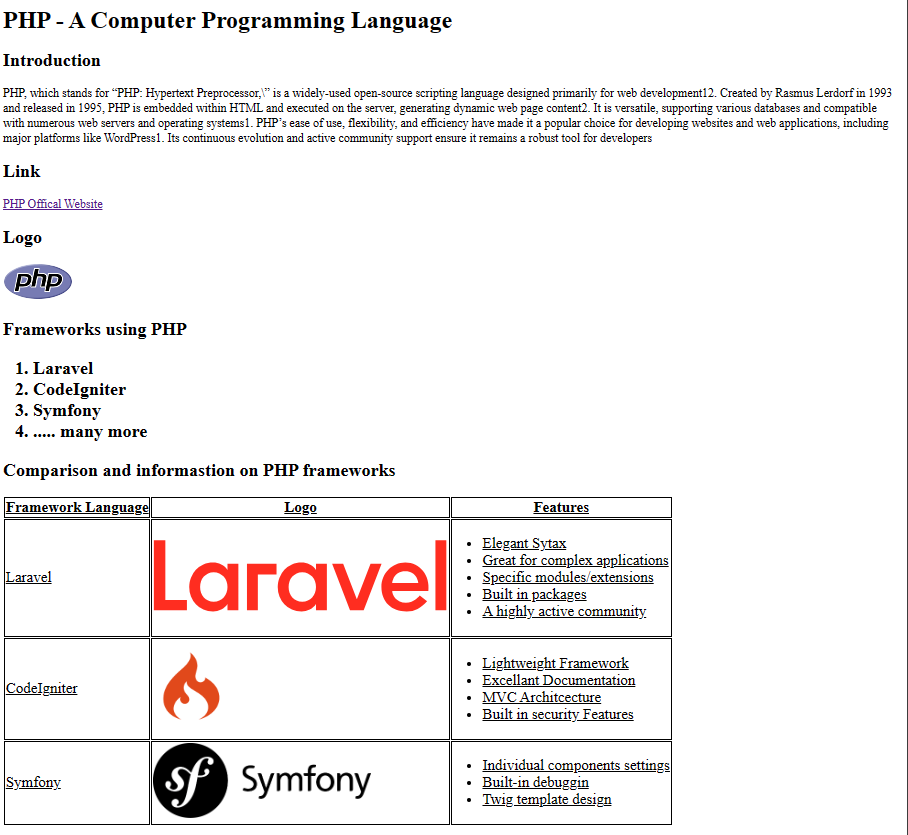 PHP - A Computer Programming Language
Introduction
PHP, which stands for “PHP: Hypertext Preprocessor,\” is a widely-used open-source scripting language designed primarily for web development12. Created by Rasmus Lerdorf in 1993
and released in 1995, PHP is embedded within HTML and executed on the server, generating dynamic web page content2. It is versatile, supporting various databases and compatible
with numerous web servers and operating systems1. PHP’s ease of use, flexibility, and efficiency have made it a popular choice for developing websites and web applications, including
major platforms like WordPress1. Its continuous evolution and active community support ensure it remains a robust tool for developers
Link
PHP Offical Website
Logo
php
Frameworks using PHP
1. Laravel
2. CodeIgniter
3. Symfony
4. ..... many more
Comparison and informastion on PHP frameworks
Framework Language Logo Features
Laravel
Laravel
• Elegant Sytax
• Great for complex applications
• Specific modules/extensions
• Built in packages
• A highly active community
CodeIgniter
• Lightweight Framework
• Excellant Documentation
• MVC Architcecture
• Built in security Features
Symfony
sf Symfony
• Individual components settings
• Built-in debuggin
• Twig template design